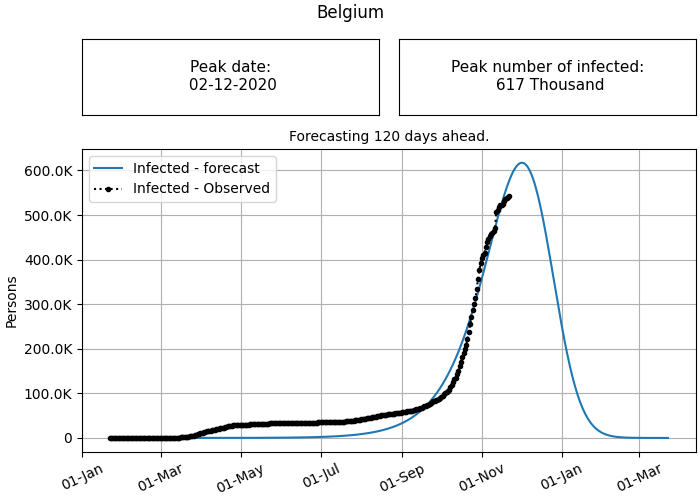 Belgium
Peak date:
02-12-2020
Peak number of infected:
617 Thousand
Forecasting 120 days ahead.
Infected - forecast
Infected - Observed
600.0K
500.0K
400.0K
300.0K
200.0K
100.0K
0
Persons
01-Jan
01-Mar
01-May
01-Jul
01-Sep
01-Nov
01-Jan
01-Mar